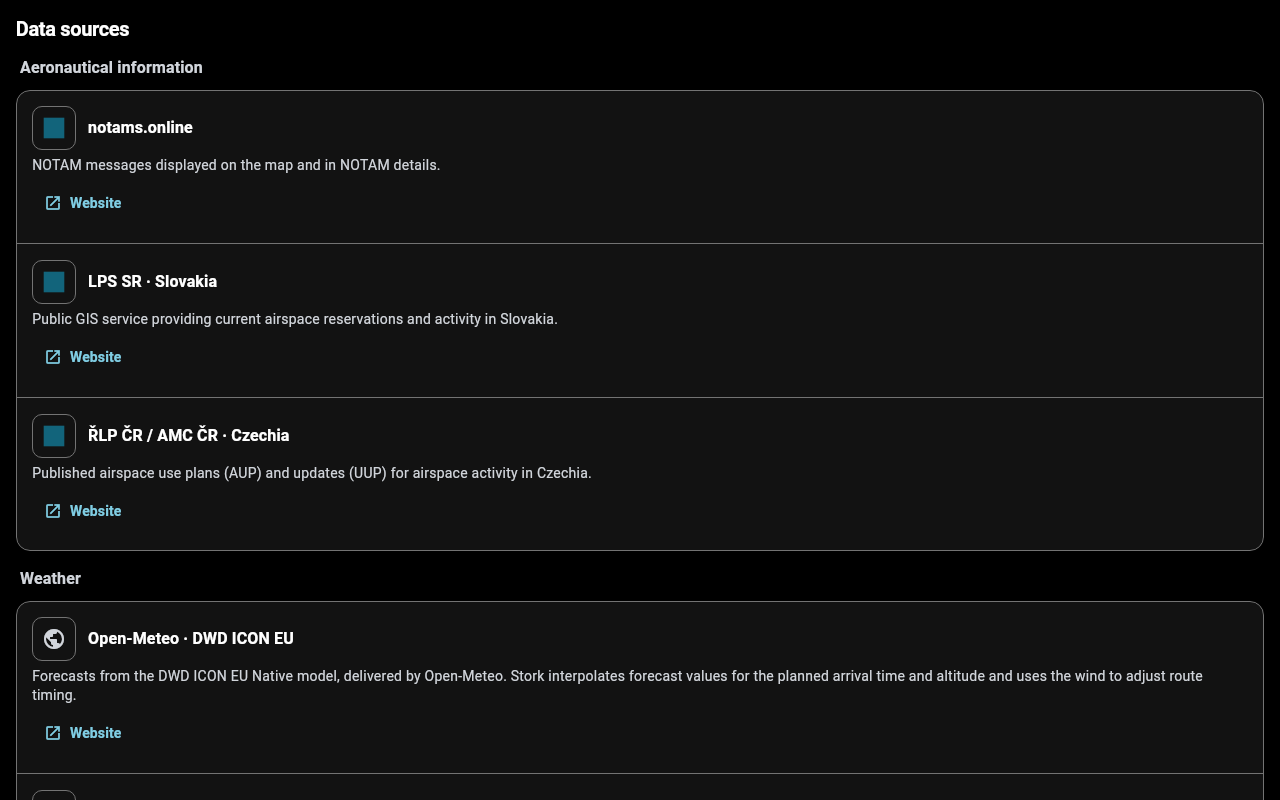 Data sources
Aeronautical information
notams.online
NOTAM messages displayed on the map and in NOTAM details.
Website
LPS SR · Slovakia
Public GIS service providing current airspace reservations and activity in Slovakia.
Website
ŘLP ČR / AMC ČR · Czechia
Published airspace use plans (AUP) and updates (UUP) for airspace activity in Czechia.
Website
Weather
Open-Meteo · DWD ICON EU
Forecasts from the DWD ICON EU Native model, delivered by Open-Meteo. Stork interpolates forecast values for the planned arrival time and altitude and uses the wind to adjust route
timing.
Website